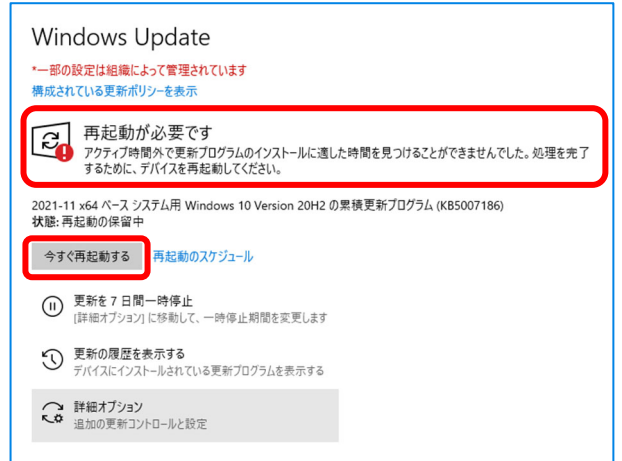 Windows Update
*一部の設定は組織によって管理されています
構成されている更新ポリシーを表示
再起動が必要です
アクティブ時間外で更新プログラムのインストールに適した時間を見つけることができませんでした。処理を完了
するために、デバイスを再起動してください。
2021-11 x64 ベース システム用 Windows 10 Version 20H2 の累積更新プログラム (KB5007186)
状態: 再起動の保留中
今すぐ再起動する 再起動のスケジュール
更新を 7 日間一時停止
[詳細オプション] に移動して、一時停止期間を変更します
更新の履歴を表示する
デバイスにインストールされている更新プログラムを表示する
詳細オプション
追加の更新コントロールと設定